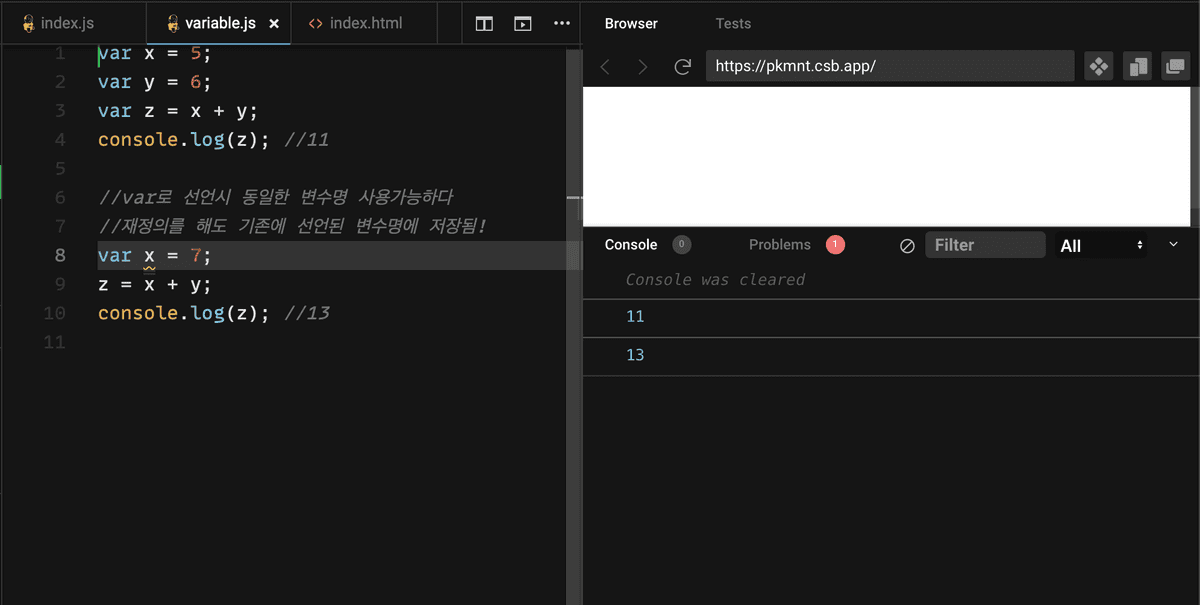 index.js
variable.js ×
<> index.html
1 var x = 5;
2 var y = 6;
3 var z = x + y;
4 console.log(z); //11
5
6 //var로 선언시 동일한 변수명 사용가능하다
7 //재정의를 해도 기존에 선언된 변수명에 저장됨!
8 var x = 7;
9 z = x + y;
10 console.log(z); //13
11
Browser Tests
https://pkmnt.csb.app/
Console 0 Problems 1 Filter All
Console was cleared
11
13